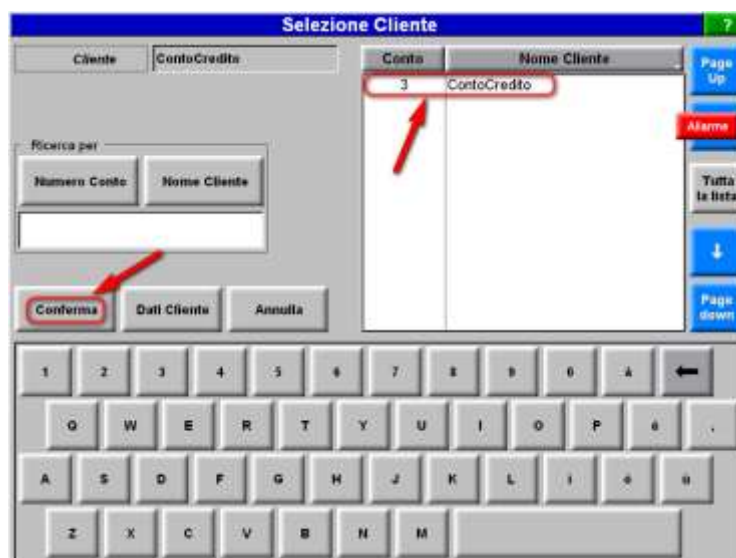 Selezione Cliente ?
Cliente ContoCredito
Conto Nome Cliente
3 ContoCredito
Page Up
Allarme
Ricerca per
Numero Conto Nome Cliente
Tutta la lista
Conferma Dati Cliente Annulla
Page down
1 2 3 4 5 6 7 8 9 0 à
Q W E R T Y U I O P è .
A S D F G H J K L ì ò ù
Z X C V B N M